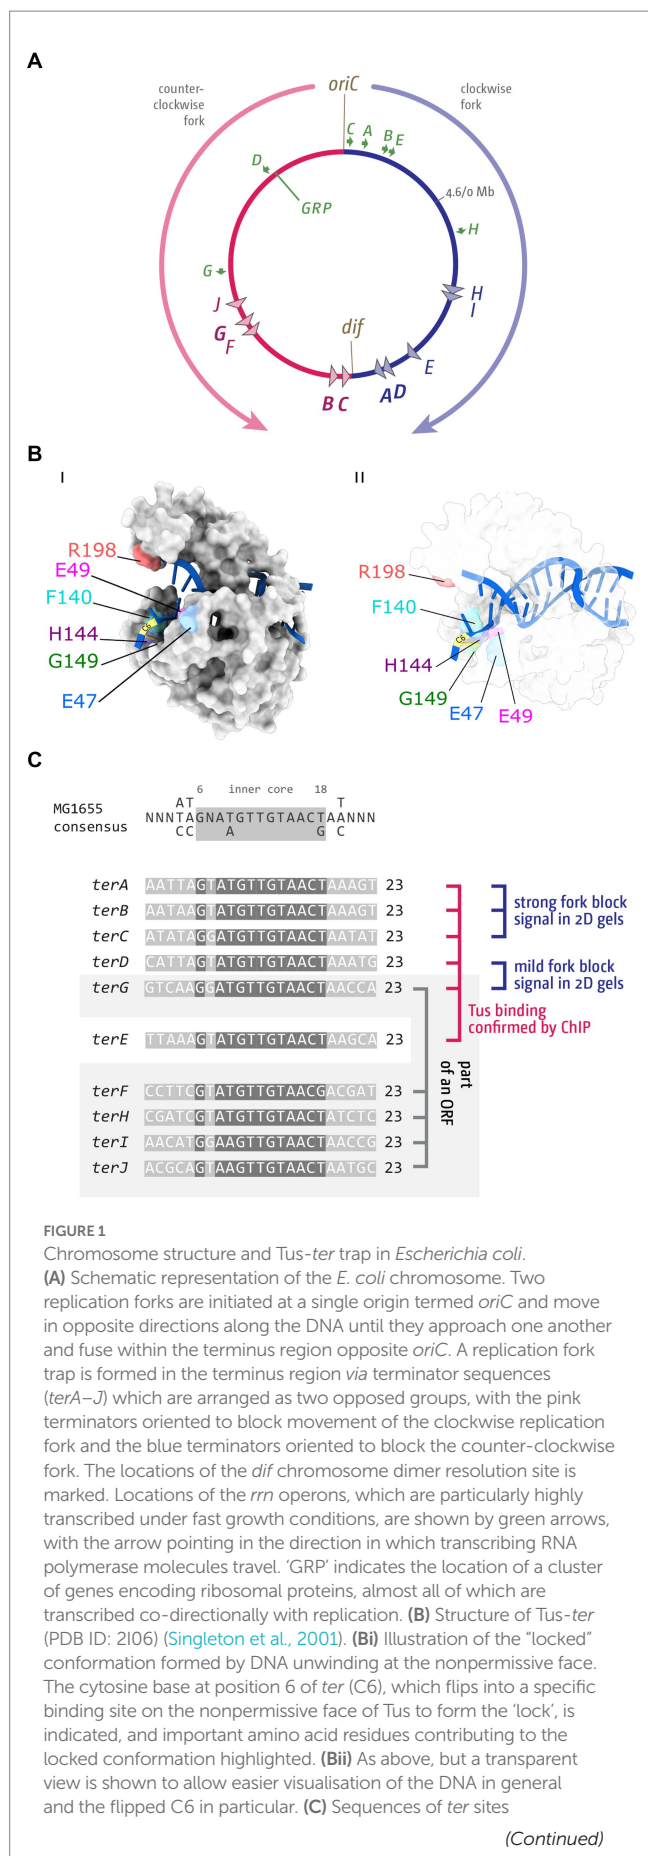 A
counter-
clockwise
fork
oriC
clockwise
fork
C A B E
D
GRP
4.6/0 Mb
H
G
J
G
F
H
I
dif
E
B C A D
B
I
II
R198
E49
F140
C6
H144
G149
E47
R198
F140
C6
H144
G149
E47 E49
C
6 inner core 18
MG1655
consensus
AT T
NNNTAGNATGTTGTAACTAANNN
CC A G C
terA AATTAGTATGTTGTAACTAAAGT 23
terB AATAAGTATGTTGTAACTAAAGT 23
terC ATATAGGATGTTGTAACTAATAT 23
terD CATTAGTATGTTGTAACTAAATG 23
terG GTCAAGGATGTTGTAACTAACCA 23
terE TTAAAGTATGTTGTAACTAAGCA 23
terF CCTTCGTATGTTGTAACGACGAT 23
terH CGATCGTATGTTGTAACTATCTC 23
terI AACATGGAAGTTGTAACTAACCG 23
terJ ACGCAGTAAGTTGTAACTAATGC 23
strong fork block
signal in 2D gels
mild fork block
signal in 2D gels
Tus binding
confirmed by ChIP
part
of an ORF
FIGURE 1
Chromosome structure and Tus-ter trap in Escherichia coli.
(A) Schematic representation of the E. coli chromosome. Two
replication forks are initiated at a single origin termed oriC and move
in opposite directions along the DNA until they approach one another
and fuse within the terminus region opposite oriC. A replication fork
trap is formed in the terminus region via terminator sequences
(terA–J) which are arranged as two opposed groups, with the pink
terminators oriented to block movement of the clockwise replication
fork and the blue terminators oriented to block the counter-clockwise
fork. The locations of the dif chromosome dimer resolution site is
marked. Locations of the rrn operons, which are particularly highly
transcribed under fast growth conditions, are shown by green arrows,
with the arrow pointing in the direction in which transcribing RNA
polymerase molecules travel. ‘GRP’ indicates the location of a cluster
of genes encoding ribosomal proteins, almost all of which are
transcribed co-directionally with replication. (B) Structure of Tus-ter
(PDB ID: 2I06) (Singleton et al., 2001). (Bi) Illustration of the “locked”
conformation formed by DNA unwinding at the nonpermissive face.
The cytosine base at position 6 of ter (C6), which flips into a specific
binding site on the nonpermissive face of Tus to form the ‘lock’, is
indicated, and important amino acid residues contributing to the
locked conformation highlighted. (Bii) As above, but a transparent
view is shown to allow easier visualisation of the DNA in general
and the flipped C6 in particular. (C) Sequences of ter sites
(Continued)